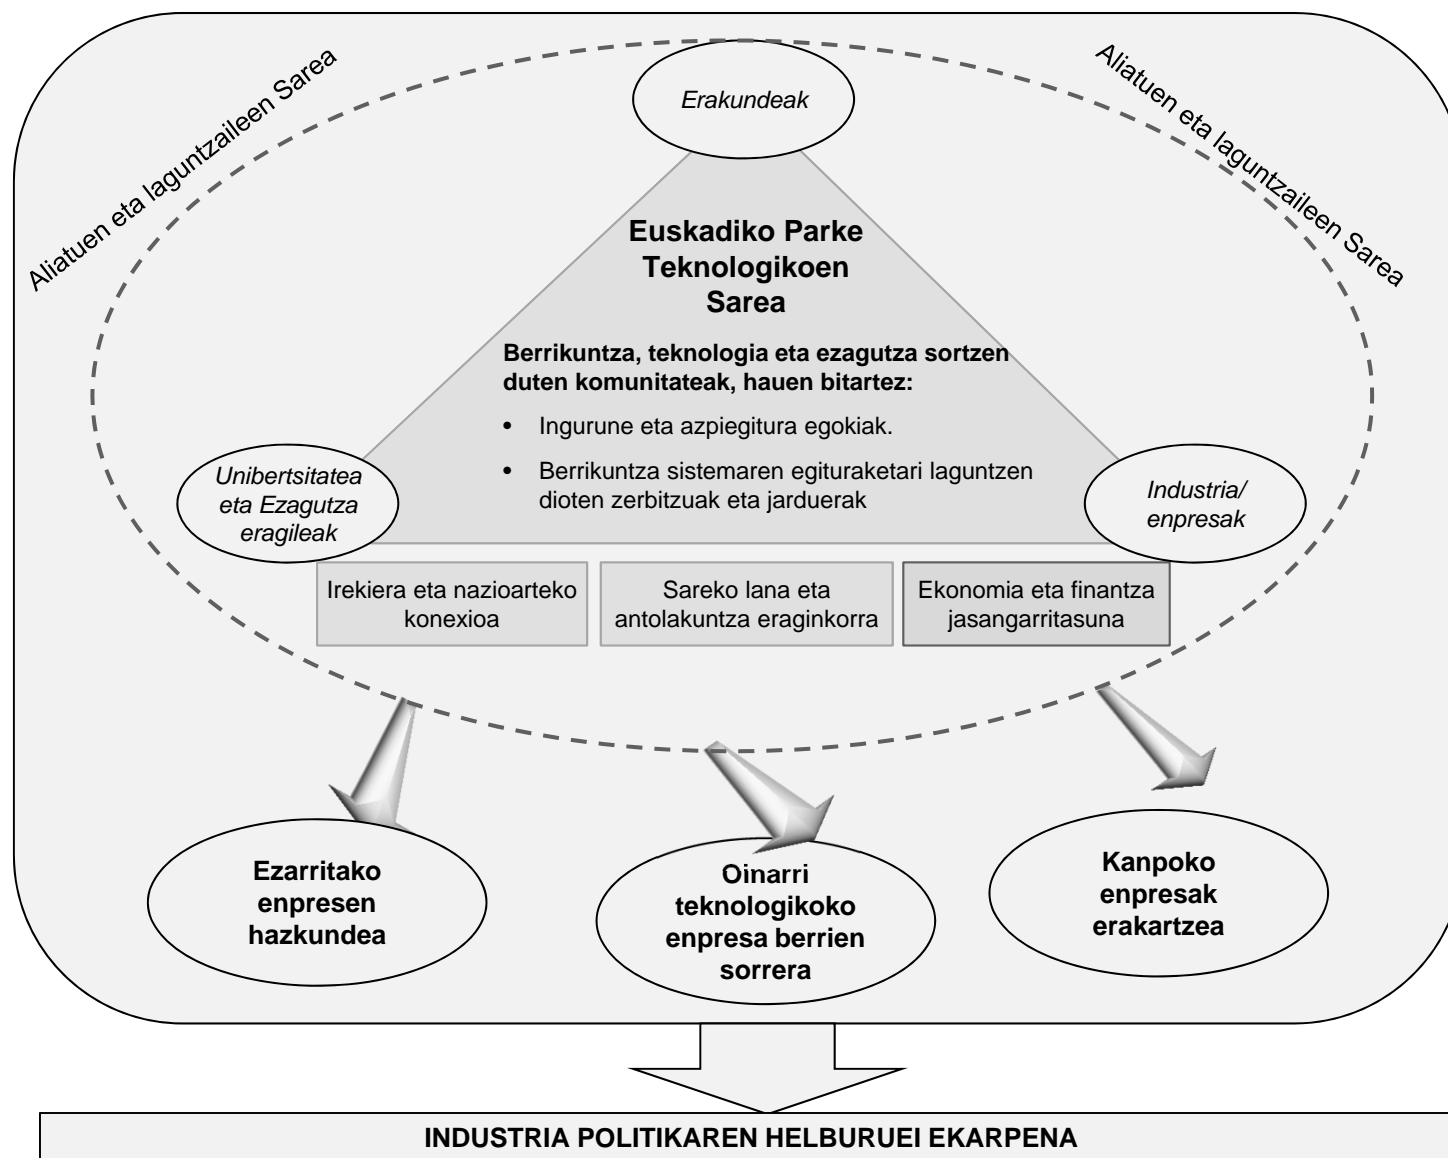 Aliatuen eta laguntzaileen Sarea
Aliatuen eta laguntzaileen Sarea
Erakundeak
Euskadiko Parke
Teknologikoen
Sarea
Berrikuntza, teknologia eta ezagutza sortzen
duten komunitateak, hauen bitartez:
• Ingurune eta azpiegitura egokiak.
• Berrikuntza sistemaren egituraketari laguntzen
dioten zerbitzuak eta jarduerak
Unibertsitatea
eta Ezagutza
eragileak
Industria/
enpresak
Irekiera eta nazioarteko
konexioa
Sareko lana eta
antolakuntza eraginkorra
Ekonomia eta finantza
jasangarritasuna
Ezarritako
enpresen
hazkundea
Oinarri
teknologikoko
enpresa berrien
sorrera
Kanpoko
enpresak
erakartzea
INDUSTRIA POLITIKAREN HELBURUEI EKARPENA